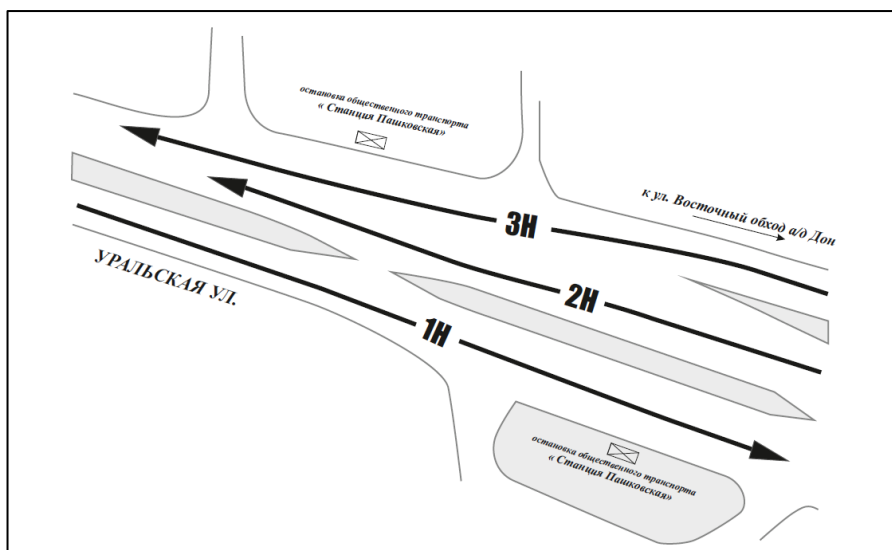 остановка общественного транспорта
« Станция Пашковская»
к ул. Восточный обход а/д Дон
3Н
2Н
УРАЛЬСКАЯ УЛ.
1Н
остановка общественного транспорта
« Станция Пашковская»